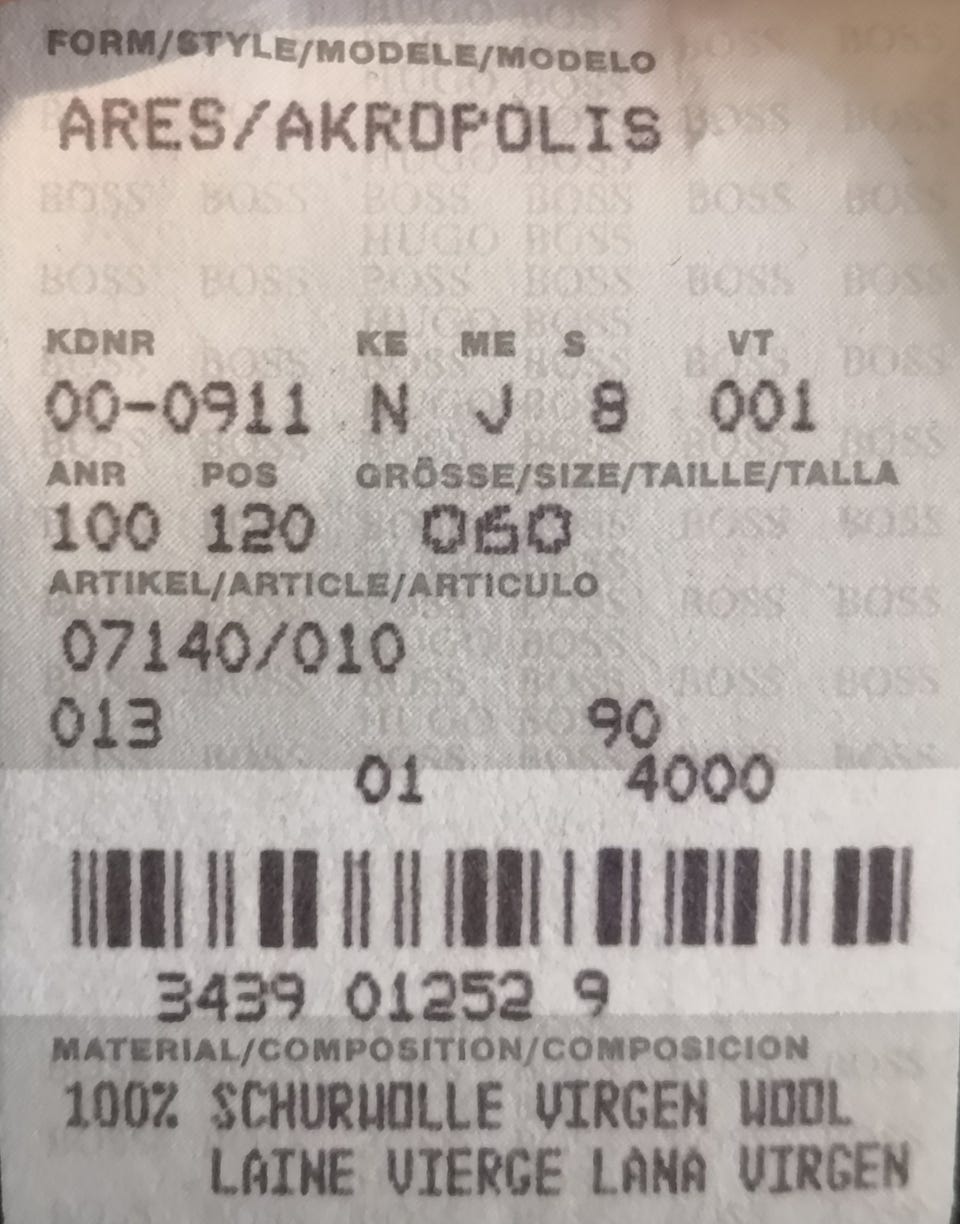 FORM/STYLE/MODELE/MODELO
ARES/AKROPOLIS
KDNR KE ME S VT
00-0911 N J 8 001
ANR POS GRÖSSE/SIZE/TAILLE/TALLA
100 120 060
ARTIKEL/ARTICLE/ARTICULO
07140/010
013 90
01 4000
3439 01252 9
MATERIAL/COMPOSITION/COMPOSICION
100% SCHURWOLLE VIRGEN WOOL
LAINE VIERGE LANA VIRGEN